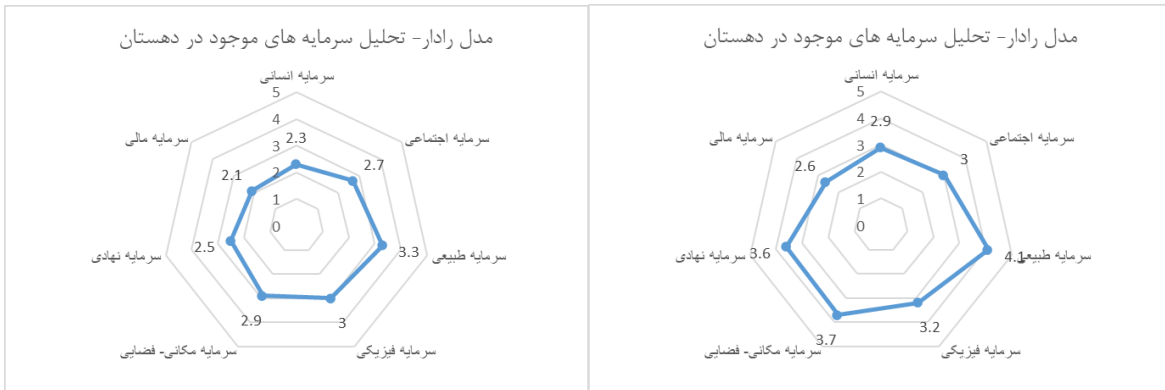 مدل رادار- تحلیل سرمایه های موجود در دهستان
سرمایه انسانی
5
4
3
2
1
0
2.3
سرمایه اجتماعی
2.7
سرمایه طبیعی
3.3
سرمایه فیزیکی
3
سرمایه مکانی- فضایی
2.9
سرمایه نهادی
2.5
سرمایه مالی
2.1
مدل رادار- تحلیل سرمایه های موجود در دهستان
سرمایه انسانی
5
4
3
2
1
0
2.9
سرمایه اجتماعی
3
سرمایه طبیعی
4.1
سرمایه فیزیکی
3.2
سرمایه مکانی- فضایی
3.7
سرمایه نهادی
3.6
سرمایه مالی
2.6